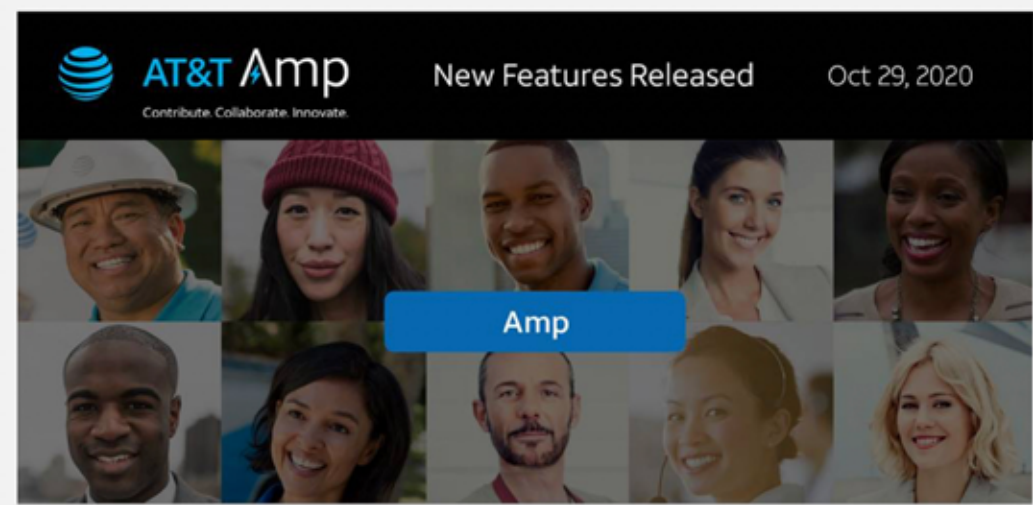 AT&T Amp
Contribute. Collaborate. Innovate.
New Features Released
Oct 29, 2020
Amp